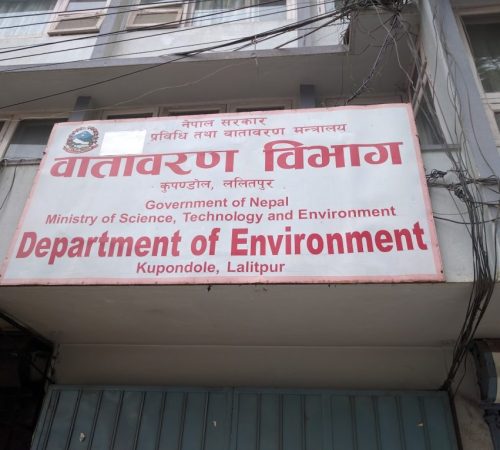 नेपाल सरकार
प्रविधि तथा वातावरण मन्त्रालय
वातावरण विभाग
कुपण्डोल, ललितपुर
Government of Nepal
Ministry of Science, Technology and Environment
Department of Environment
Kupondole, Lalitpur